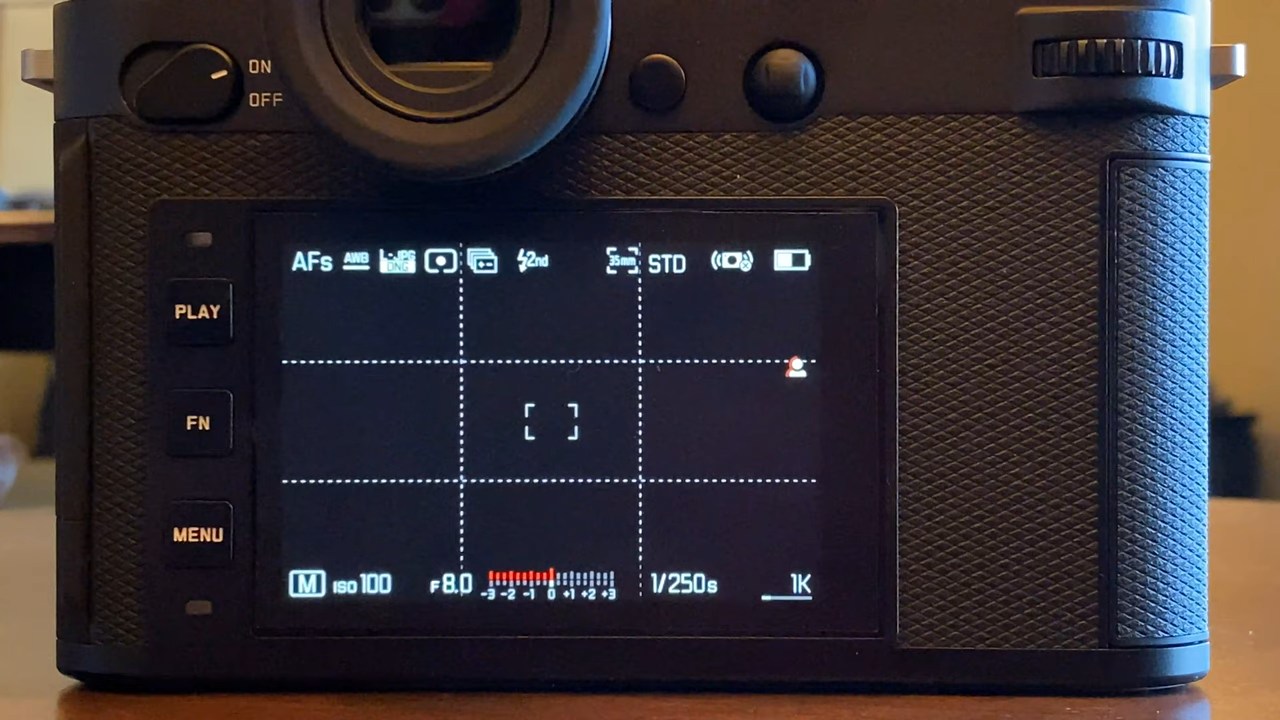 ON
OFF
AFs AWB L-JPG DNG 2nd 35mm STD
PLAY
FN
MENU
M ISO 100 F8.0 -3 -2 -1 0 +1 +2 +3 1/250s 1K